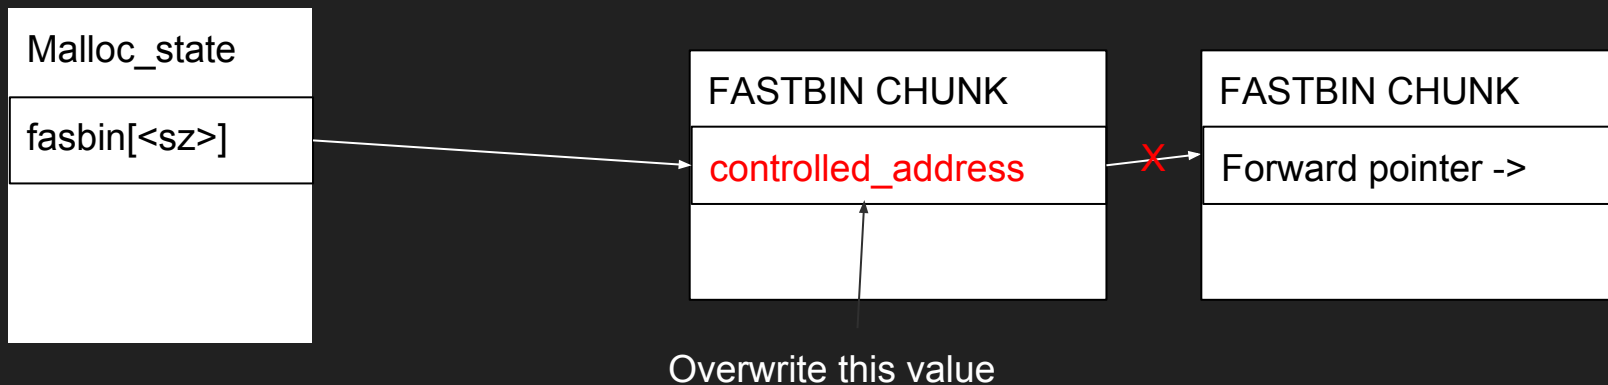 Malloc_state
fasbin[<sz>]
FASTBIN CHUNK
controlled_address
X
FASTBIN CHUNK
Forward pointer ->
Overwrite this value